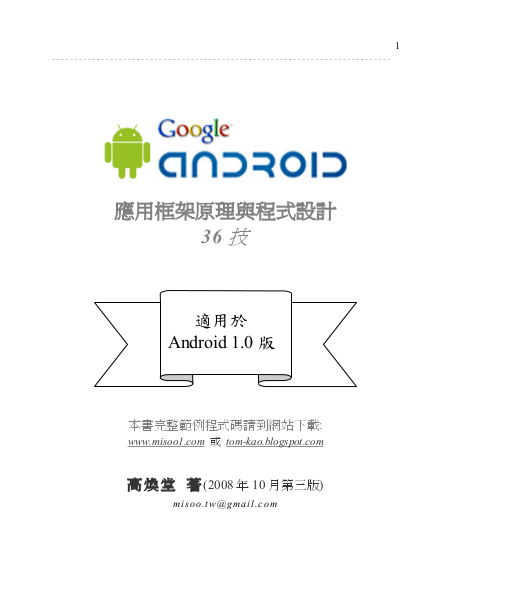 1
Google
ANDROID
應用框架原理與程式設計
36 技
適用於
Android 1.0 版
本書完整範例程式碼請到網站下載:
www.misoo1.com 或 tom-kao.blogspot.com
高煥堂 著(2008 年 10 月第三版)
misoo.tw@gmail.com